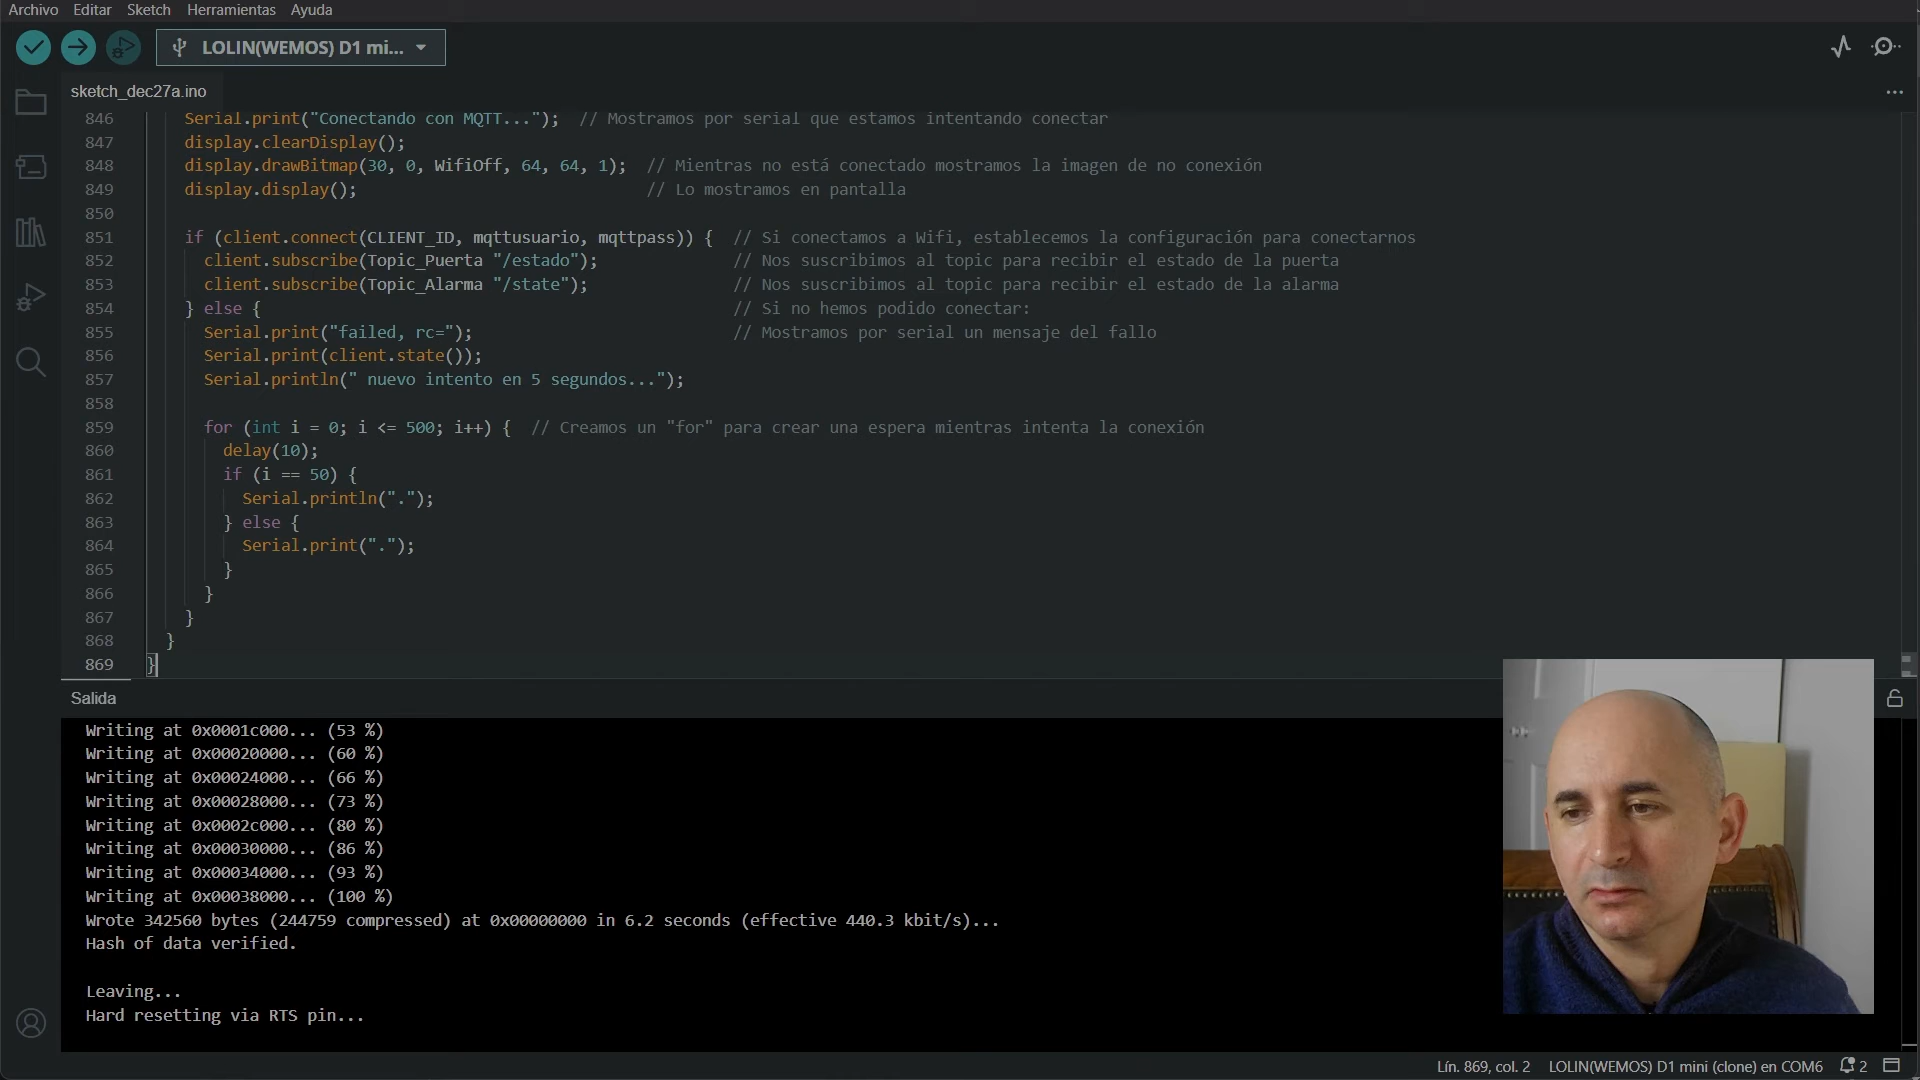 Archivo Editar Sketch Herramientas Ayuda
LOLIN(WEMOS) D1 mi...
sketch_dec27a.ino
846 Serial.print("Conectando con MQTT..."); // Mostramos por serial que estamos intentando conectar
847 display.clearDisplay();
848 display.drawBitmap(30, 0, WifiOff, 64, 64, 1); // Mientras no está conectado mostramos la imagen de no conexión
849 display.display(); // Lo mostramos en pantalla
850
851 if (client.connect(CLIENT_ID, mqttusuario, mqttpass)) { // Si conectamos a Wifi, establecemos la configuración para conectarnos
852 client.subscribe(Topic_Puerta "/estado"); // Nos suscribimos al topic para recibir el estado de la puerta
853 client.subscribe(Topic_Alarma "/state"); // Nos suscribimos al topic para recibir el estado de la alarma
854 } else { // Si no hemos podido conectar:
855 Serial.print("failed, rc="); // Mostramos por serial un mensaje del fallo
856 Serial.print(client.state());
857 Serial.println(" nuevo intento en 5 segundos...");
858
859 for (int i = 0; i <= 500; i++) { // Creamos un "for" para crear una espera mientras intenta la conexión
860 delay(10);
861 if (i == 50) {
862 Serial.println(".");
863 } else {
864 Serial.print(".");
865 }
866 }
867 }
868 }
869 }
Salida
Writing at 0x0001c000... (53 %)
Writing at 0x00020000... (60 %)
Writing at 0x00024000... (66 %)
Writing at 0x00028000... (73 %)
Writing at 0x0002c000... (80 %)
Writing at 0x00030000... (86 %)
Writing at 0x00034000... (93 %)
Writing at 0x00038000... (100 %)
Wrote 342560 bytes (244759 compressed) at 0x00000000 in 6.2 seconds (effective 440.3 kbit/s)...
Hash of data verified.
Leaving...
Hard resetting via RTS pin...
Lín. 869, col. 2 LOLIN(WEMOS) D1 mini (clone) en COM6 2